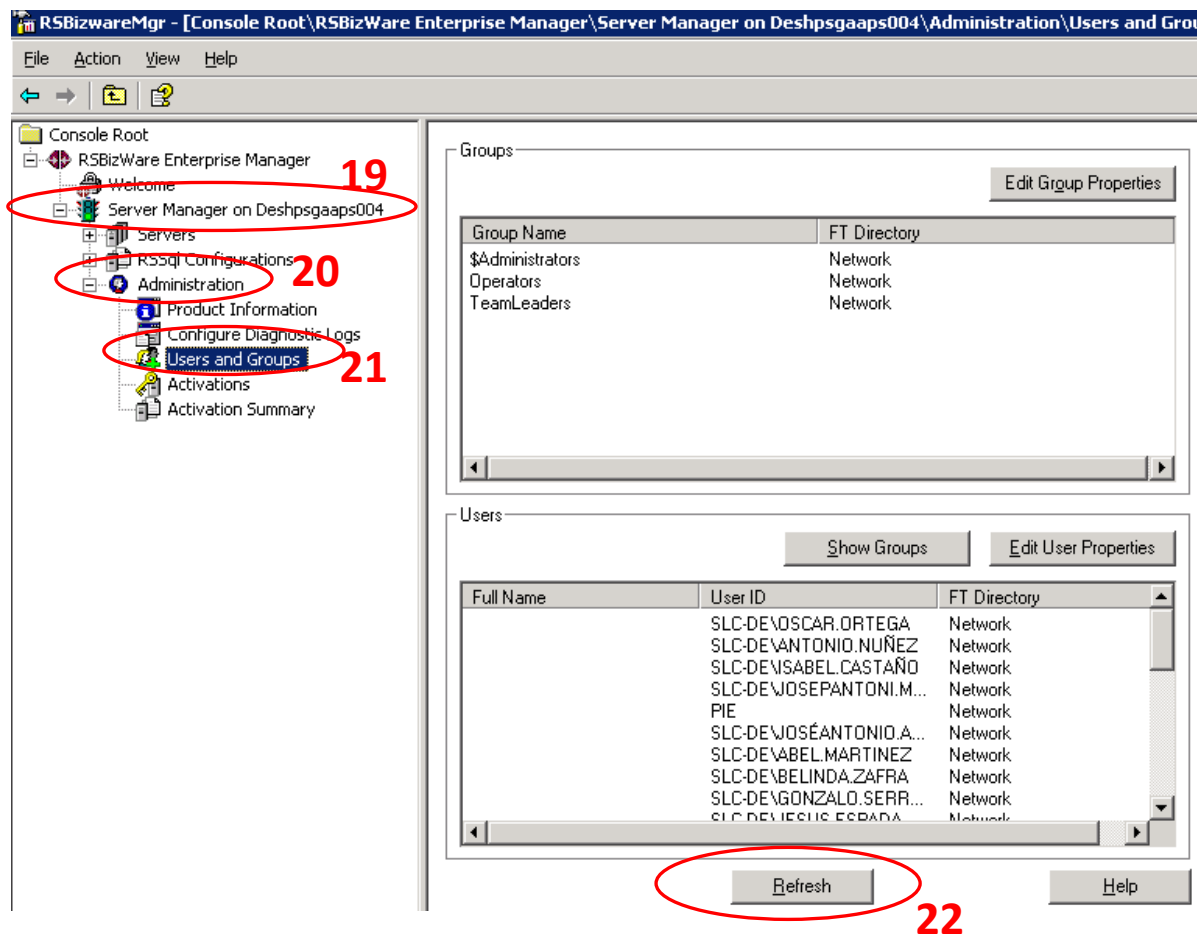 RSBizwareMgr - [Console Root\RSBizWare Enterprise Manager\Server Manager on Deshpsgaaps004\Administration\Users and Grou
File Action View Help
Console Root
RSBizWare Enterprise Manager
19
Welcome
Server Manager on Deshpsgaaps004
Servers
RSSql Configurations
20
Administration
Product Information
Configure Diagnostic Logs
Users and Groups
21
Activations
Activation Summary
Groups
Edit Group Properties
Group Name FT Directory
$Administrators Network
Operators Network
TeamLeaders Network
Users
Show Groups Edit User Properties
Full Name User ID FT Directory
SLC-DE\OSCAR.ORTEGA Network
SLC-DE\ANTONIO.NUÑEZ Network
SLC-DE\ISABEL.CASTAÑO Network
SLC-DE\JOSEPANTONI.M... Network
PIE Network
SLC-DE\JOSÉANTONIO.A... Network
SLC-DE\ABEL.MARTINEZ Network
SLC-DE\BELINDA.ZAFRA Network
SLC-DE\GONZALO.SERR... Network
SLC-DE\JESUS.ESPADA Network
Refresh Help
22